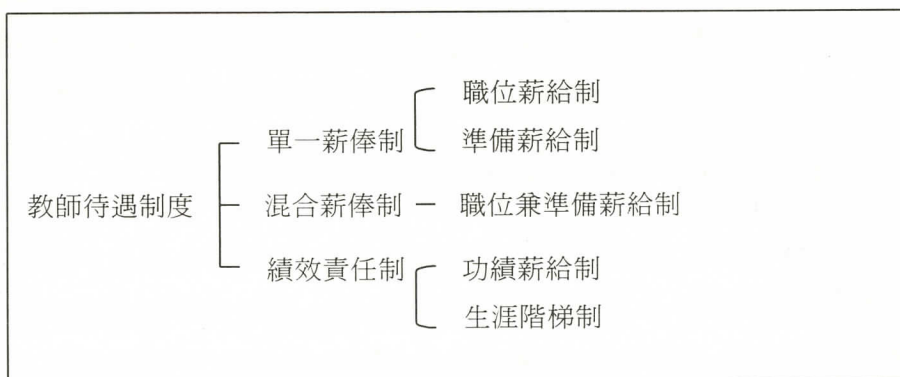 職位薪給制
單一薪俸制
準備薪給制
教師待遇制度
混合薪俸制
職位兼準備薪給制
績效責任制
功績薪給制
生涯階梯制